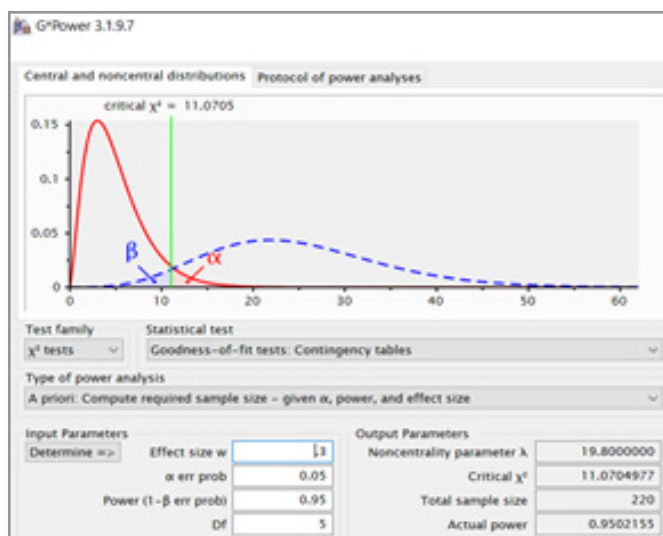 G*Power 3.1.9.7
Central and noncentral distributions Protocol of power analyses
critical χ² = 11.0705
0.15
0.1
0.05
0
β
α
0 10 20 30 40 50 60
Test family Statistical test
χ² tests Goodness-of-fit tests: Contingency tables
Type of power analysis
A priori: Compute required sample size – given α, power, and effect size
Input Parameters Output Parameters
Determine => Effect size w .3 Noncentrality parameter λ 19.8000000
α err prob 0.05 Critical χ² 11.0704977
Power (1-β err prob) 0.95 Total sample size 220
Df 5 Actual power 0.9502155